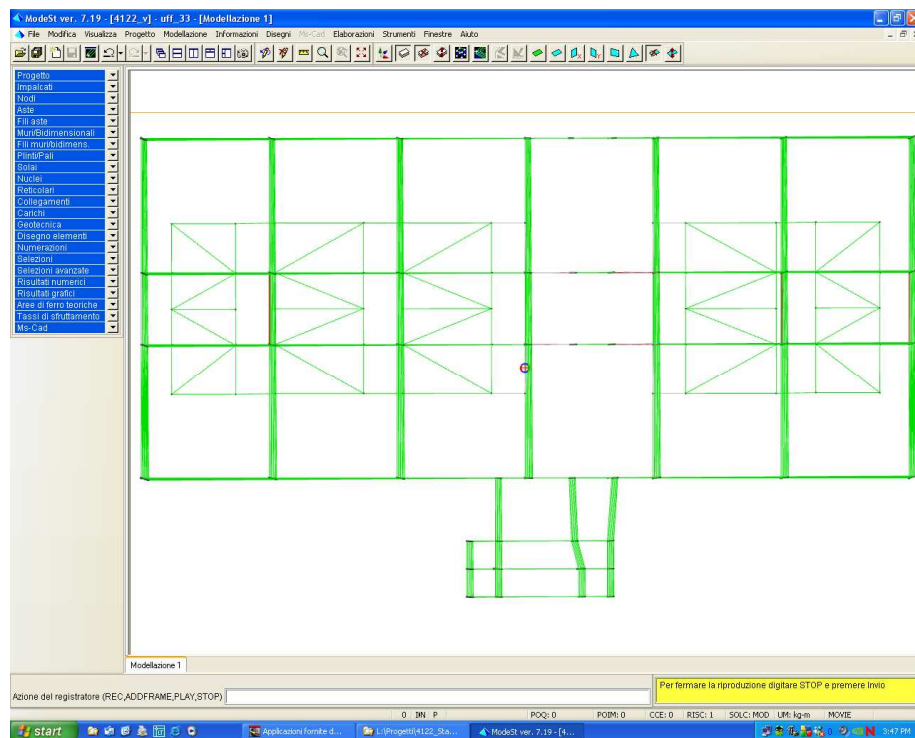 ModeSt ver. 7.19 - [4122_v] - uff_33 - [Modellazione 1]
File Modifica Visualizza Progetto Modellazione Informazioni Disegni Ms-Cad Elaborazioni Strumenti Finestre Aiuto
Progetto
Impalcati
Nodi
Aste
Fili aste
Muri/Bidimensionali
Fili muri/bidimens.
Plinti/Pali
Solai
Nuclei
Reticolari
Collegamenti
Carichi
Geotecnica
Disegno elementi
Numerazioni
Selezioni
Selezioni avanzate
Risultati numerici
Risultati grafici
Aree di ferro teoriche
Tassi di sfruttamento
Ms-Cad
Modellazione 1
Azione del registratore (REC,ADDFRAME,PLAY,STOP)
Per fermare la riproduzione digitare STOP e premere Invio
0 DN P POQ: 0 POIM: 0 CCE: 0 RISC: 1 SOLC: MOD UM: kg-m MOVIE
start Applicazioni fornite d... L:\Progetti\4122_Sta... ModeSt ver. 7.19 - [4... 3:47 PM